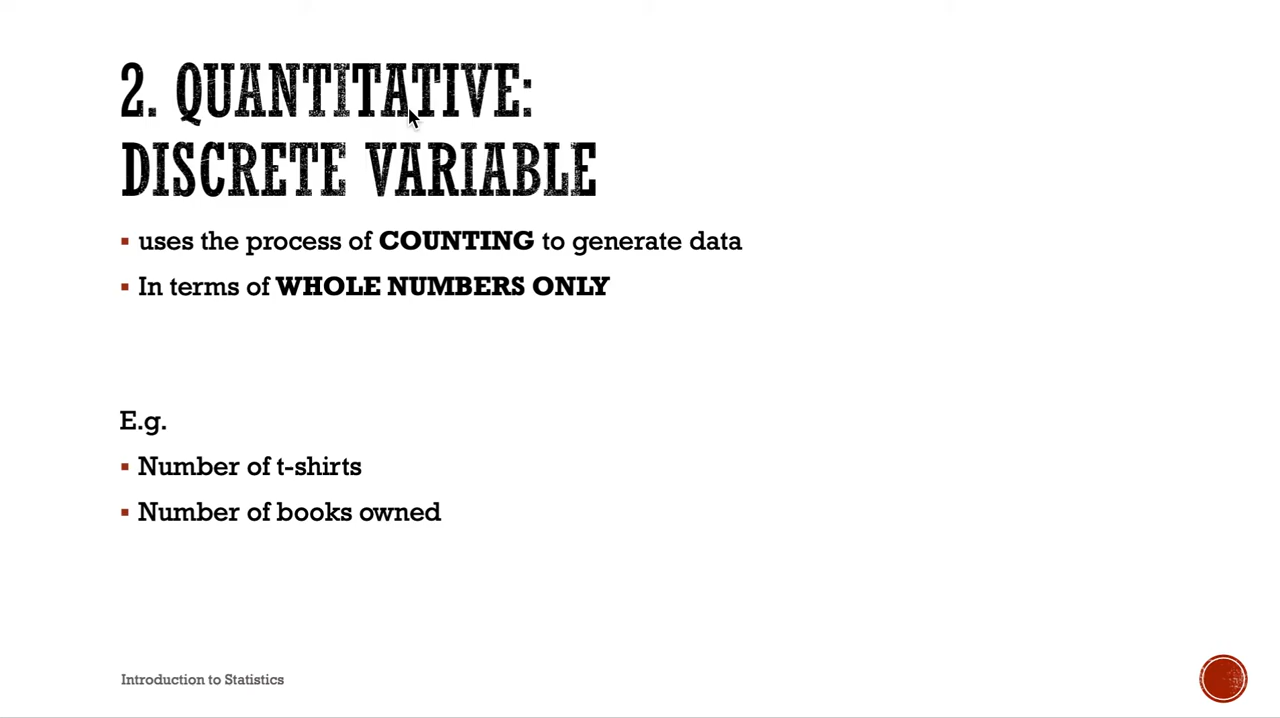 2. QUANTITATIVE:
DISCRETE VARIABLE
▪ uses the process of COUNTING to generate data
▪ In terms of WHOLE NUMBERS ONLY
E.g.
▪ Number of t-shirts
▪ Number of books owned
Introduction to Statistics